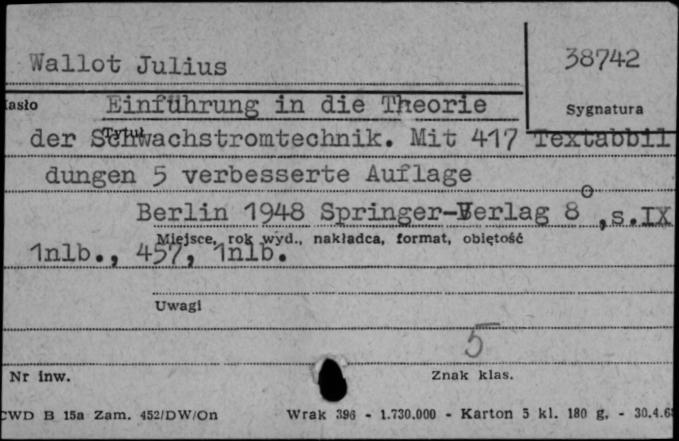 Wallot Julius
38742
Hasło
Einführung in die Theorie
Sygnatura
der Schwachstromtechnik. Mit 417 Textabbil
Tytuł
dungen 5 verbesserte Auflage
Berlin 1948 Springer-Verlag 8°, s.IX
Miejsce, rok wyd., nakładca, format, objętość
1nlb., 457, 1nlb.
Uwagi
5
Nr inw.
Znak klas.
CWD B 15a Zam. 452/DW/On Wrak 396 - 1.730.000 - Karton 5 kl. 180 g. - 30.4.68